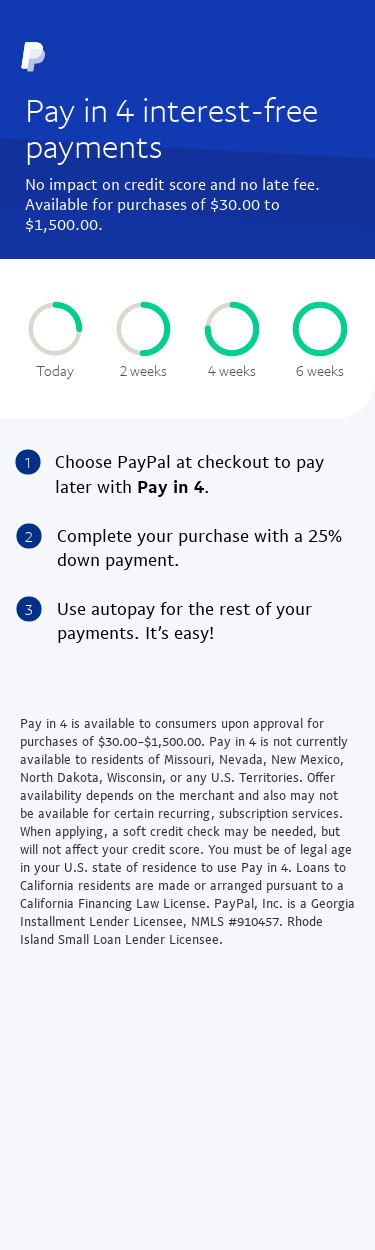 Pay in 4 interest-free
payments
No impact on credit score and no late fee.
Available for purchases of $30.00 to
$1,500.00.
Today
2 weeks
4 weeks
6 weeks
1 Choose PayPal at checkout to pay
later with Pay in 4.
2 Complete your purchase with a 25%
down payment.
3 Use autopay for the rest of your
payments. It’s easy!
Pay in 4 is available to consumers upon approval for
purchases of $30.00–$1,500.00. Pay in 4 is not currently
available to residents of Missouri, Nevada, New Mexico,
North Dakota, Wisconsin, or any U.S. Territories. Offer
availability depends on the merchant and also may not
be available for certain recurring, subscription services.
When applying, a soft credit check may be needed, but
will not affect your credit score. You must be of legal age
in your U.S. state of residence to use Pay in 4. Loans to
California residents are made or arranged pursuant to a
California Financing Law License. PayPal, Inc. is a Georgia
Installment Lender Licensee, NMLS #910457. Rhode
Island Small Loan Lender Licensee.